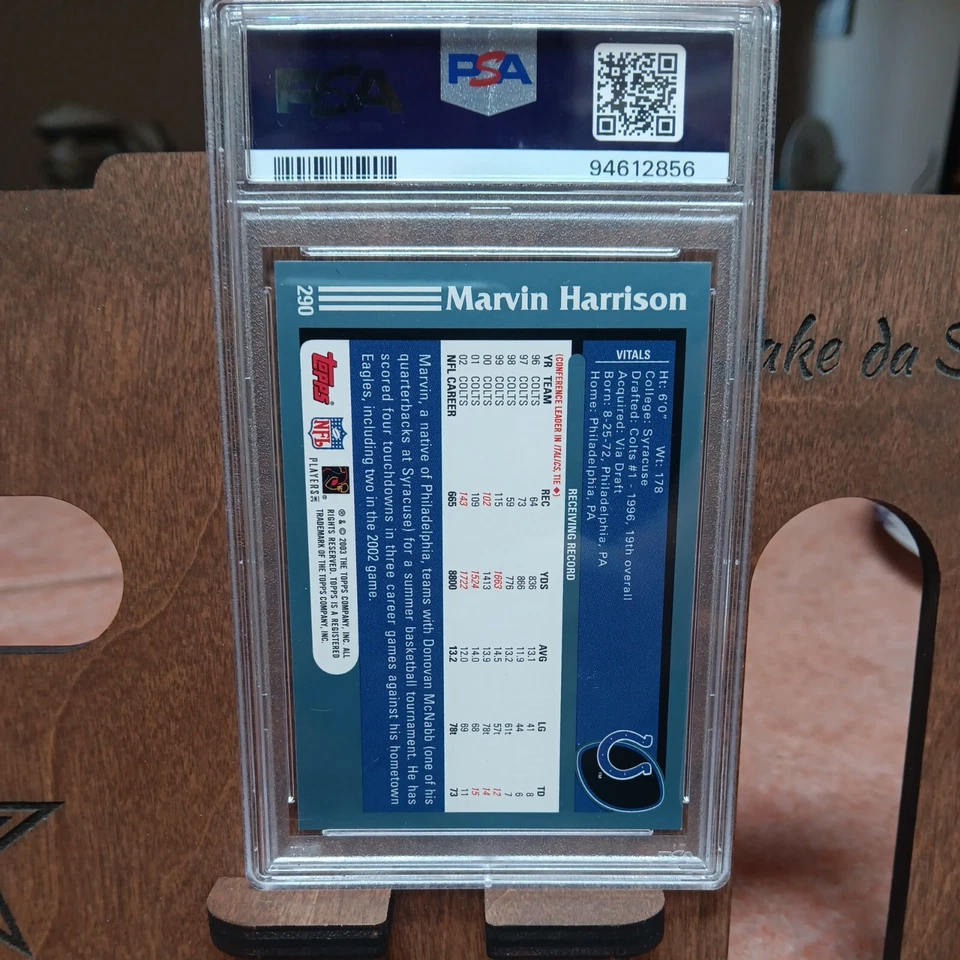 PSA
PSA
94612856
290
Marvin Harrison
VITALS
Ht: 6'0" Wt: 178
College: Syracuse
Drafted: Colts #1 - 1996, 19th overall
Acquired: Via Draft
Born: 8-25-72, Philadelphia, PA
Home: Philadelphia, PA
RECEIVING RECORD
(CONFERENCE LEADER IN ITALICS, TIE ◆)
YR TEAM REC YDS AVG LG TD
96 COLTS 64 836 13.1 41 8
97 COLTS 73 866 11.9 44 6
98 COLTS 59 776 13.2 61t 7
99 COLTS 115 1663 14.5 57t 12
00 COLTS 102 1413 13.9 78t 14
01 COLTS 109 1524 14.0 68 15
02 COLTS 143 1722 12.0 69 11
NFL CAREER 665 8800 13.2 78t 73
Marvin, a native of Philadelphia, teams with Donovan McNabb (one of his
quarterbacks at Syracuse) for a summer basketball tournament. He has
scored four touchdowns in three career games against his hometown
Eagles, including two in the 2002 game.
topps
NFL
PLAYERS
® & © 2003 THE TOPPS COMPANY, INC. ALL
RIGHTS RESERVED. TOPPS IS A REGISTERED
TRADEMARK OF THE TOPPS COMPANY, INC.